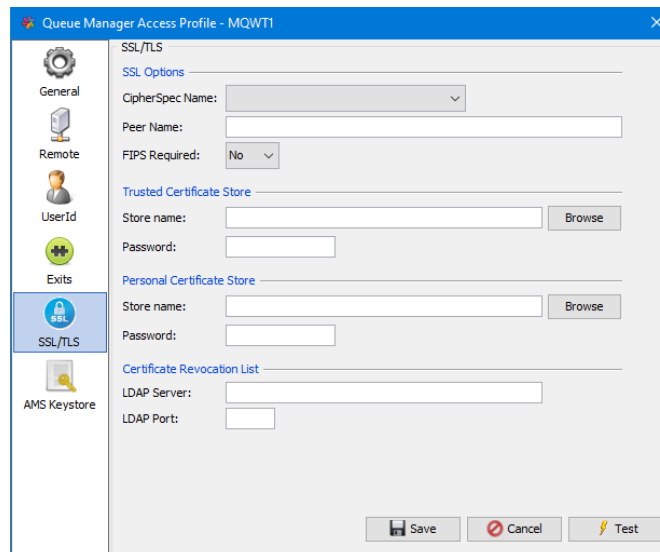 Queue Manager Access Profile - MQWT1
General
Remote
UserId
Exits
SSL
SSL/TLS
AMS Keystore
SSL/TLS
SSL Options
CipherSpec Name:
Peer Name:
FIPS Required: No
Trusted Certificate Store
Store name: Browse
Password:
Personal Certificate Store
Store name: Browse
Password:
Certificate Revocation List
LDAP Server:
LDAP Port:
Save Cancel Test